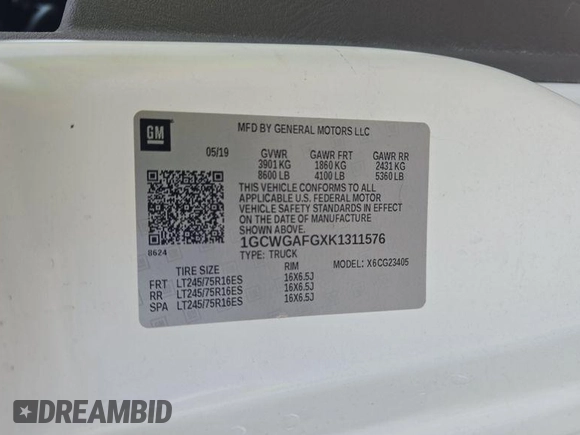 GM
MFD BY GENERAL MOTORS LLC
05/19 GVWR GAWR FRT GAWR RR
3901 KG 1860 KG 2431 KG
8600 LB 4100 LB 5360 LB
THIS VEHICLE CONFORMS TO ALL
APPLICABLE U.S. FEDERAL MOTOR
VEHICLE SAFETY STANDARDS IN EFFECT
ON THE DATE OF MANUFACTURE
SHOWN ABOVE.
8624
1GCWGAFGXK1311576
TYPE: TRUCK MODEL: X6CG23405
TIRE SIZE RIM
FRT LT245/75R16ES 16X6.5J
RR LT245/75R16ES 16X6.5J
SPA LT245/75R16ES 16X6.5J
DREAMBID